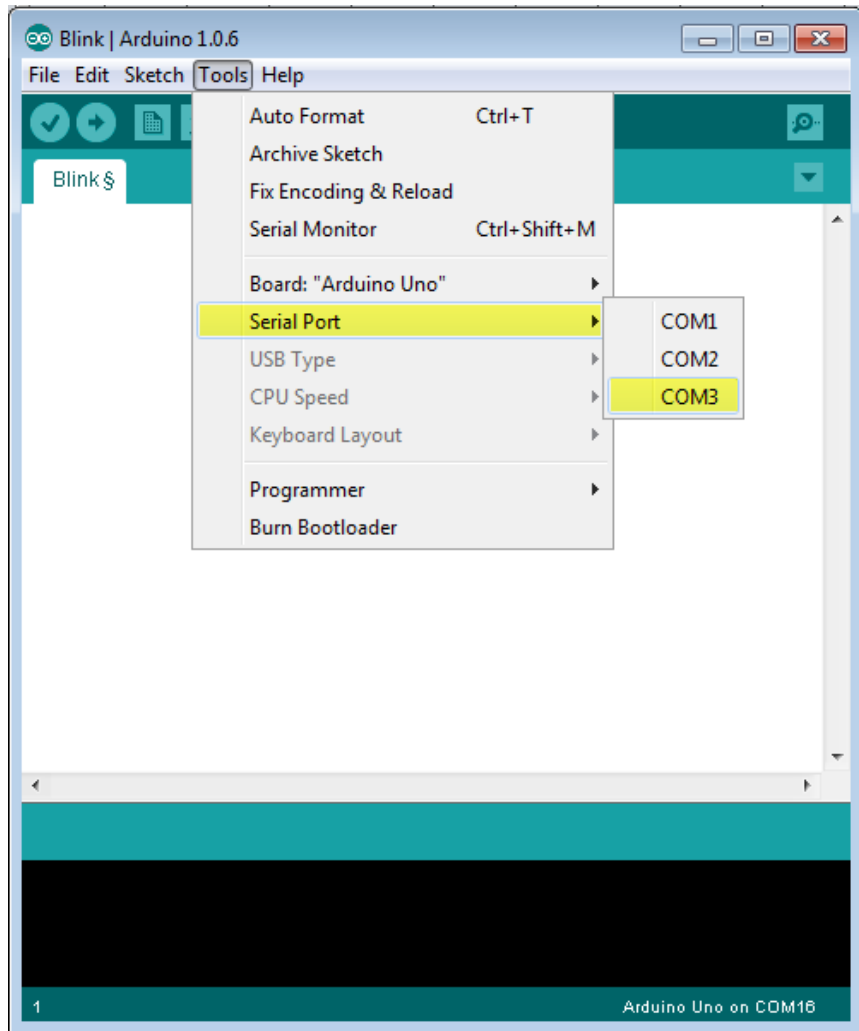 Blink | Arduino 1.0.6
File Edit Sketch Tools Help
Blink §
Auto Format Ctrl+T
Archive Sketch
Fix Encoding & Reload
Serial Monitor Ctrl+Shift+M
Board: "Arduino Uno"
Serial Port
USB Type
CPU Speed
Keyboard Layout
Programmer
Burn Bootloader
COM1
COM2
COM3
1 Arduino Uno on COM16